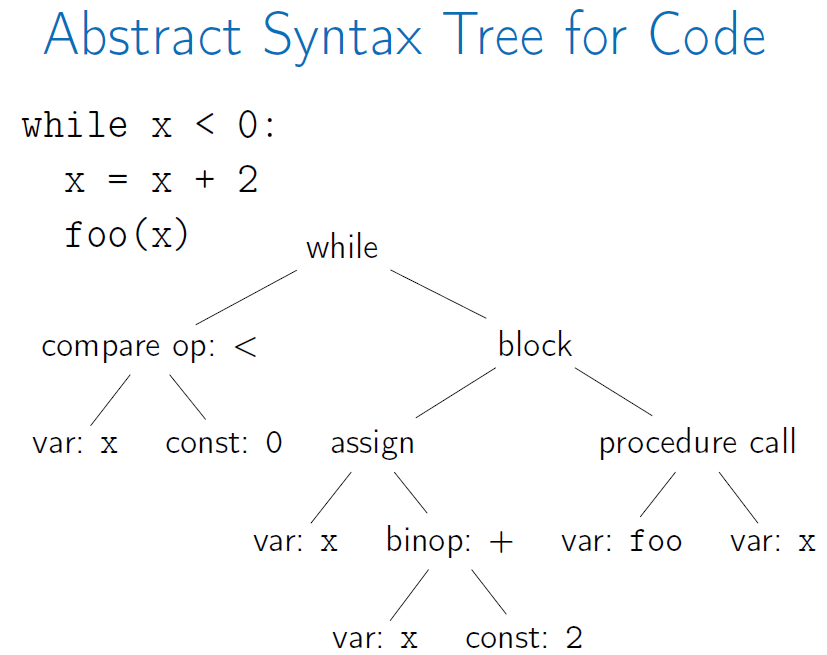 Abstract Syntax Tree for Code
while x < 0:
x = x + 2
foo(x)
while
compare op: <
block
var: x
const: 0
assign
procedure call
var: x
binop: +
var: foo
var: x
var: x
const: 2